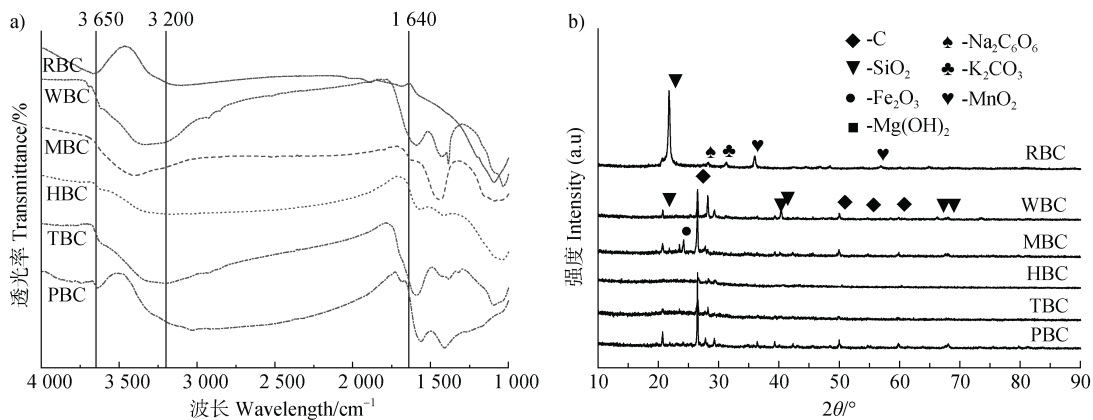 a)
3 650
3 200
1 640
透光率 Transmittance/%
RBC
WBC
MBC
HBC
TBC
PBC
4 000
3 500
3 000
2 500
2 000
1 500
1 000
波长 Wavelength/cm⁻¹
b)
强度 Intensity (a.u)
◆ -C
▼ -SiO₂
● -Fe₂O₃
■ -Mg(OH)₂
♠ -Na₂C₆O₆
♣ -K₂CO₃
♥ -MnO₂
RBC
WBC
MBC
HBC
TBC
PBC
10
20
30
40
50
60
70
80
90
2θ/°